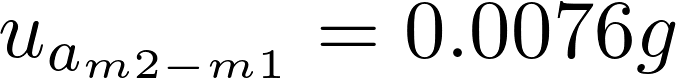 $u_{a_{m2-m1}} = 0.0076g$